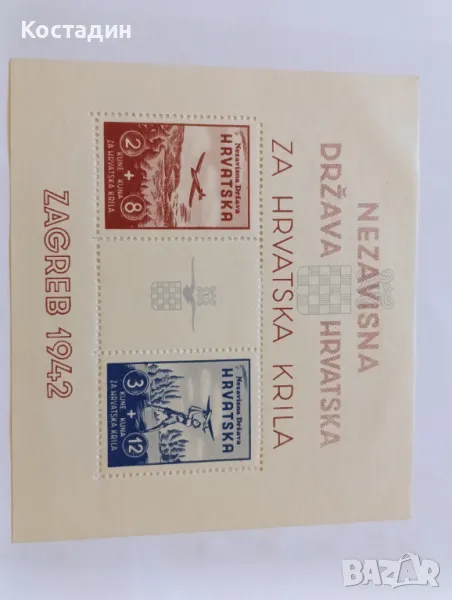 Костадин
NEZAVISNA
DRŽAVA HRVATSKA
ZA HRVATSKA KRILA
Nezavisna Država
HRVATSKA
2 + 8
KUNE KUNA
ZA HRVATSKA KRILA
Nezavisna Država
HRVATSKA
3 + 12
KUNE KUNA
ZA HRVATSKA KRILA
ZAGREB 1942
BAZAR